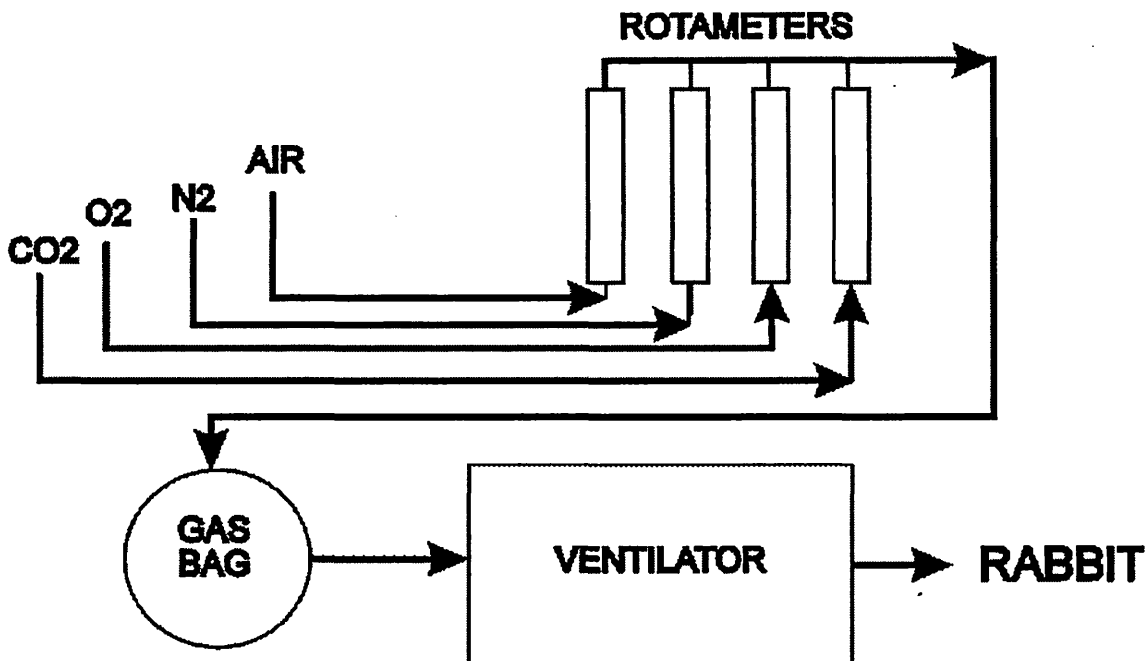 ROTAMETERS
AIR
N2
O2
CO2
GAS
BAG
VENTILATOR
RABBIT